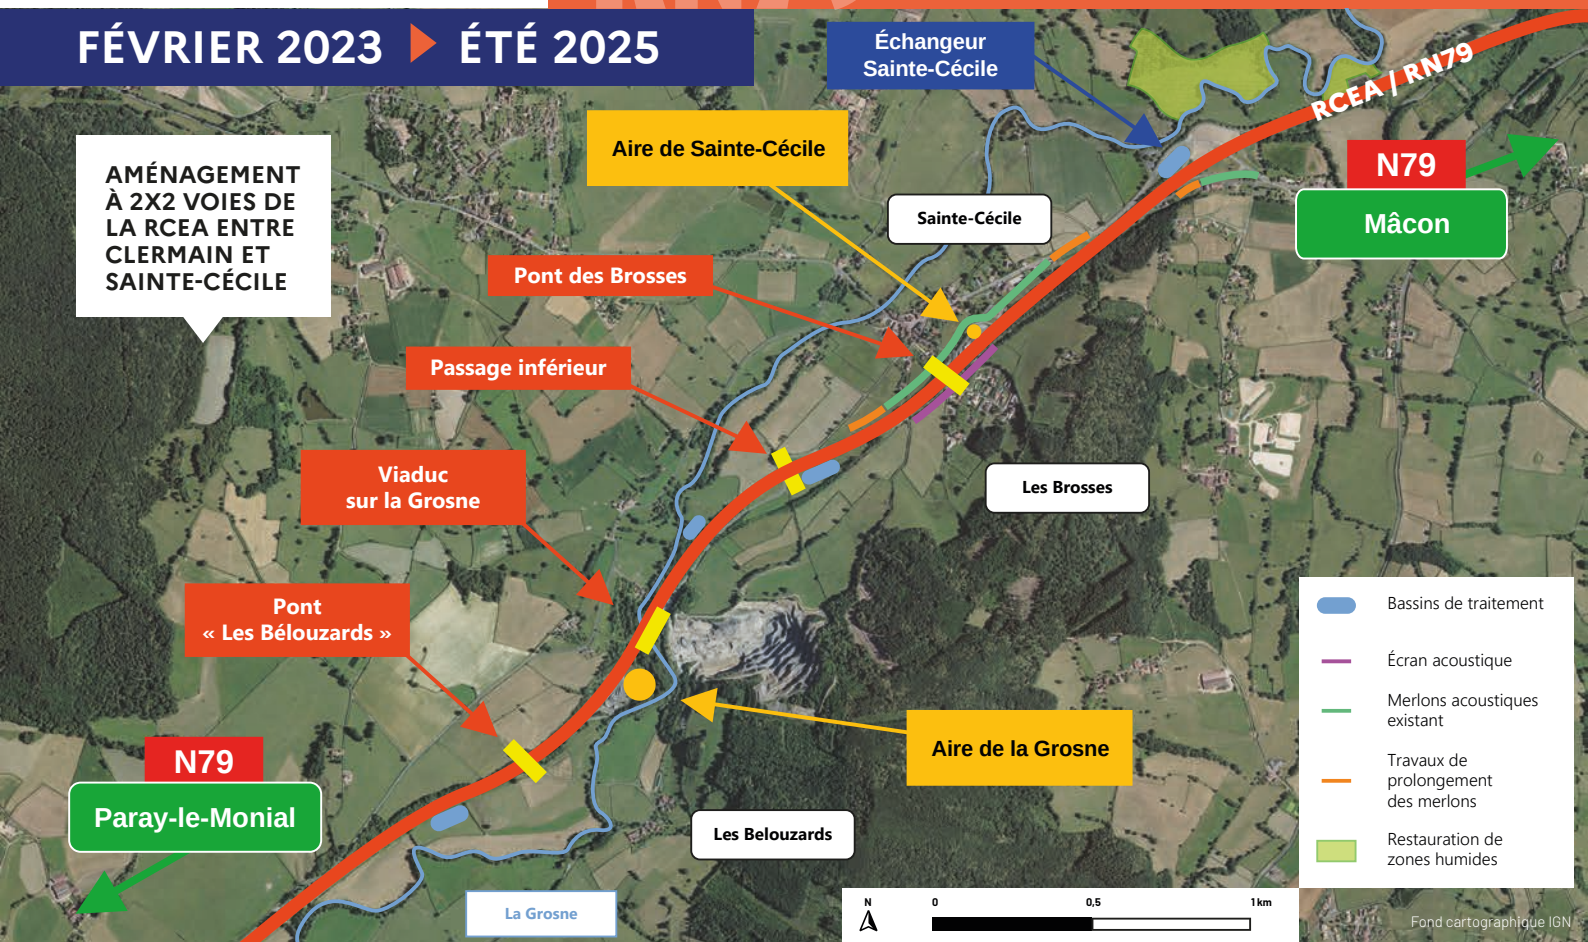 FÉVRIER 2023 ÉTÉ 2025
AMÉNAGEMENT
À 2X2 VOIES DE
LA RCEA ENTRE
CLERMAIN ET
SAINTE-CÉCILE
Échangeur
Sainte-Cécile
RCEA / RN79
N79
Mâcon
Aire de Sainte-Cécile
Sainte-Cécile
Pont des Brosses
Passage inférieur
Viaduc
sur la Grosne
Les Brosses
Pont
« Les Bélouzards »
Aire de la Grosne
N79
Paray-le-Monial
Les Belouzards
La Grosne
Bassins de traitement
Écran acoustique
Merlons acoustiques
existant
Travaux de
prolongement
des merlons
Restauration de
zones humides
N
0 0,5 1 km
Fond cartographique IGN